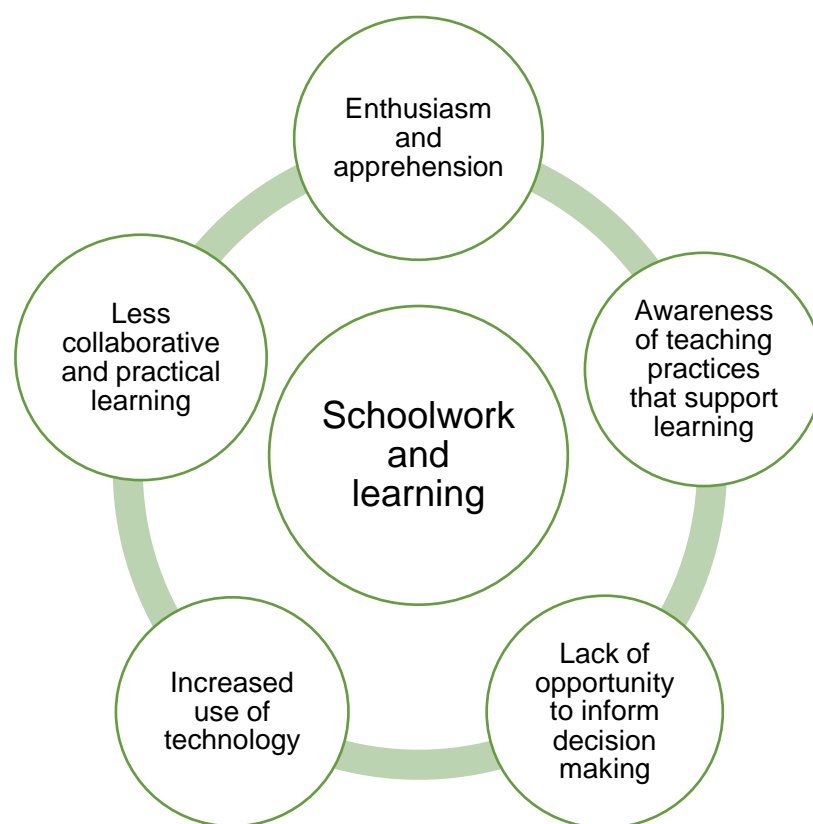 Enthusiasm
and
apprehension
Awareness
of teaching
practices
that support
learning
Lack of
opportunity
to inform
decision
making
Increased
use of
technology
Less
collaborative
and practical
learning
Schoolwork
and
learning